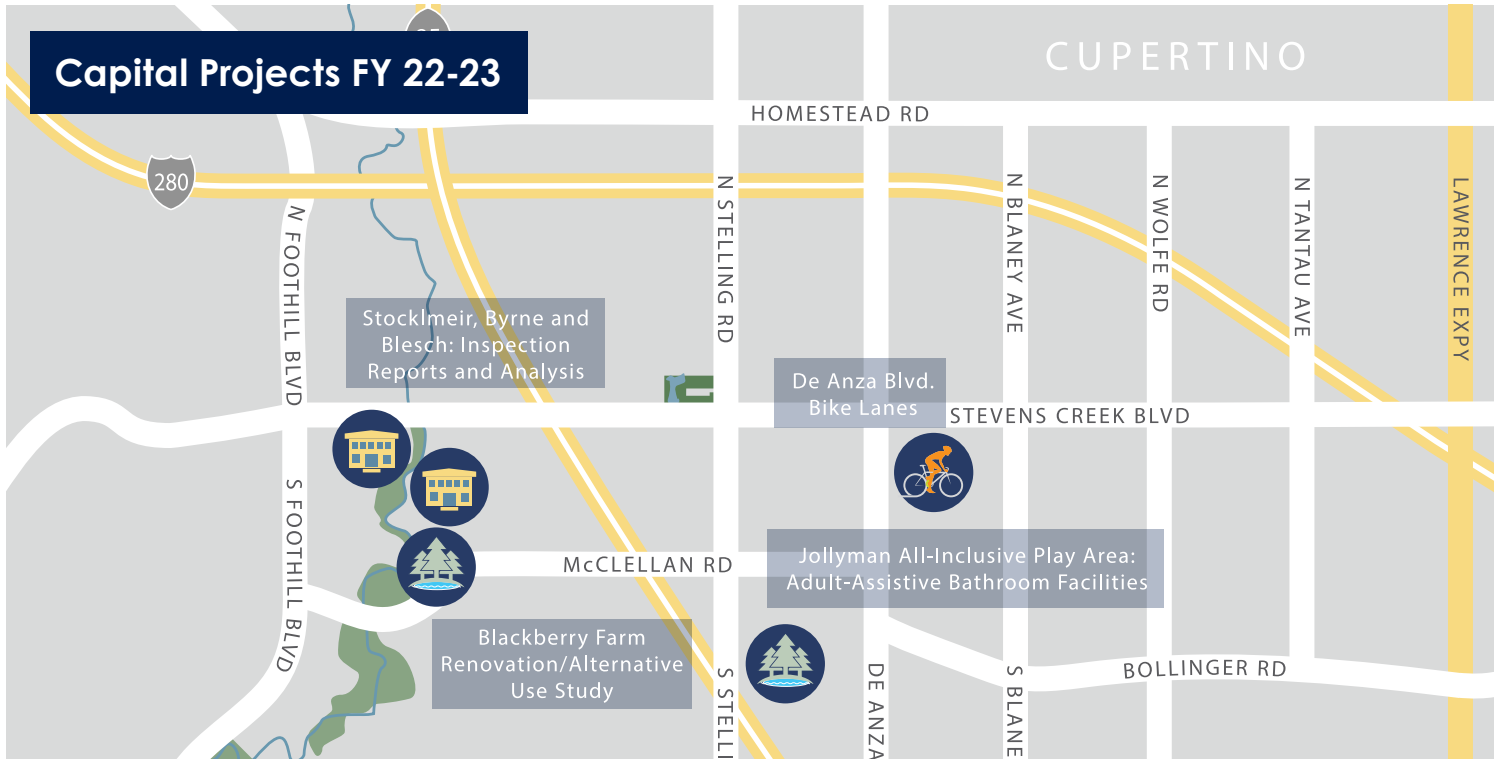 Capital Projects FY 22-23
CUPERTINO
HOMESTEAD RD
280
N FOOTHILL BLVD
N STELLING RD
N BLANEY AVE
N WOLFE RD
N TANTAU AVE
LAWRENCE EXPY
Stocklmeir, Byrne and
Blesch: Inspection
Reports and Analysis
De Anza Blvd.
Bike Lanes
STEVENS CREEK BLVD
S FOOTHILL BLVD
McCLELLAN RD
Jollyman All-Inclusive Play Area:
Adult-Assistive Bathroom Facilities
Blackberry Farm
Renovation/Alternative
Use Study
S STELLI
DE ANZA
S BLANE
BOLLINGER RD